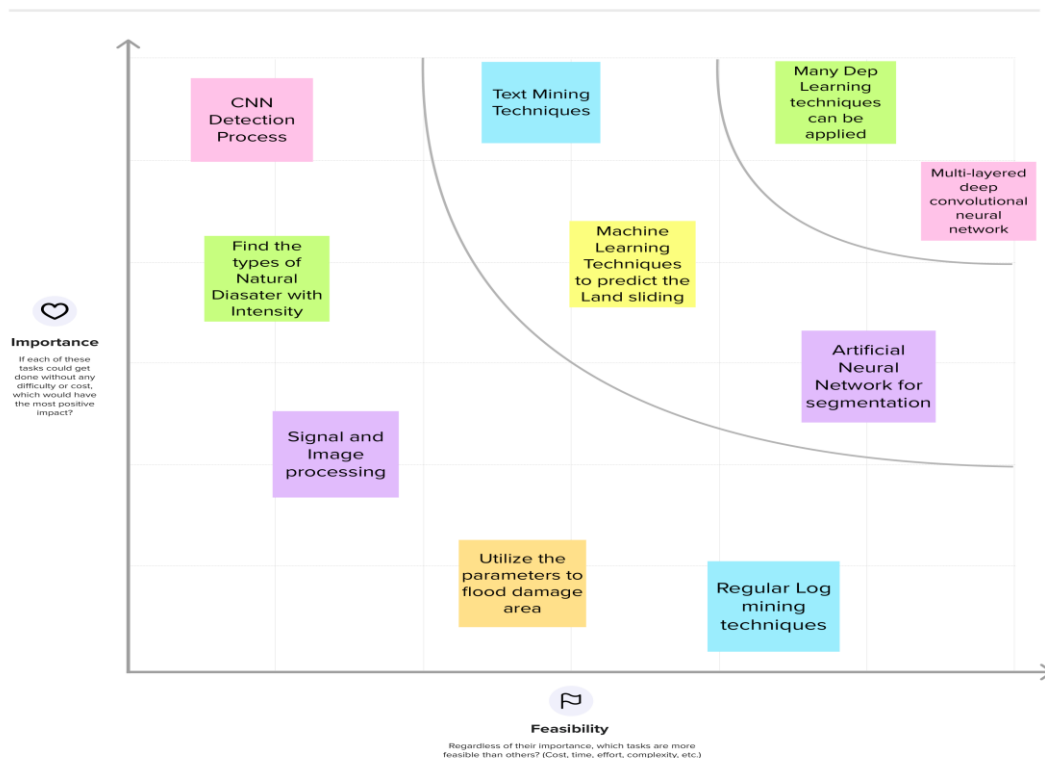 CNN
Detection
Process
Text Mining
Techniques
Many Dep
Learning
techniques
can be
applied
Multi-layered
deep
convolutional
neural
network
Find the
types of
Natural
Diasater with
Intensity
Machine
Learning
Techniques
to predict the
Land sliding
Importance
If each of these
tasks could get
done without any
difficulty or cost,
which would have
the most positive
impact?
Artificial
Neural
Network for
segmentation
Signal and
Image
processing
Utilize the
parameters to
flood damage
area
Regular Log
mining
techniques
Feasibility
Regardless of their importance, which tasks are more
feasible than others? (Cost, time, effort, complexity, etc.)